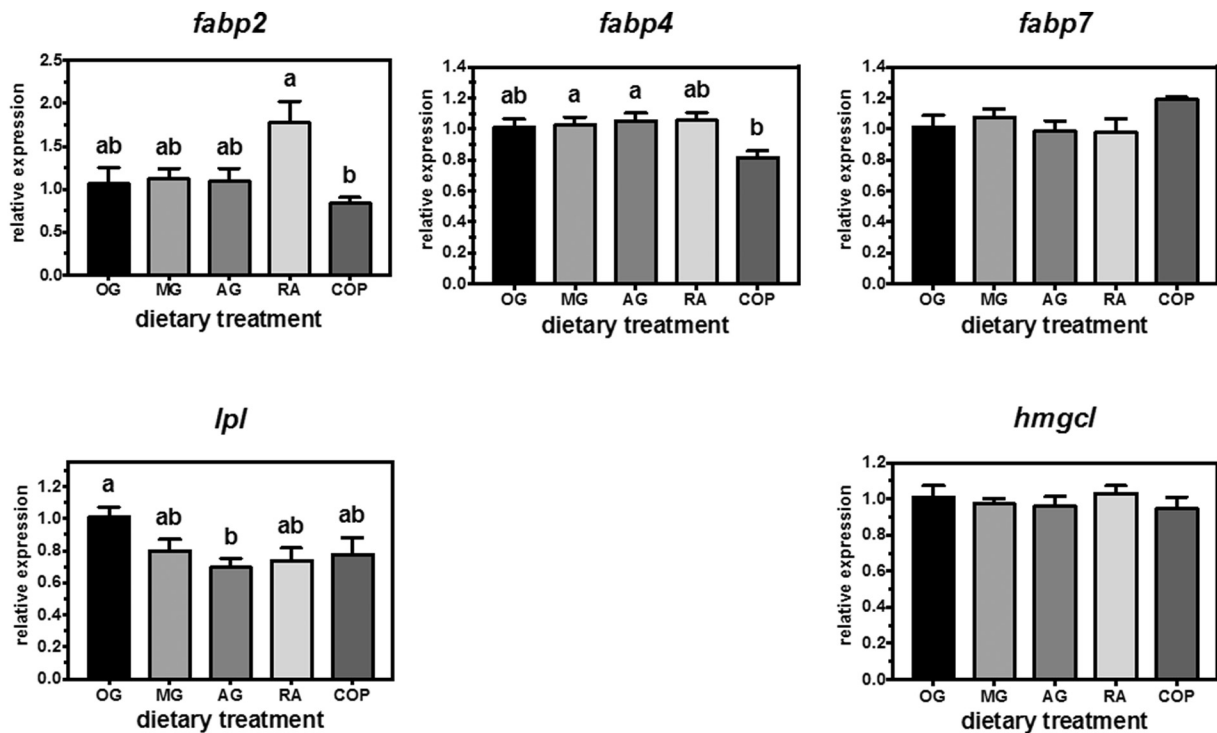 fabp2
relative expression
2.5
2.0
1.5
1.0
0.5
0.0
ab
ab
ab
a
b
OG MG AG RA COP
dietary treatment
fabp4
relative expression
1.4
1.2
1.0
0.8
0.6
0.4
0.2
0.0
ab
a
a
ab
b
OG MG AG RA COP
dietary treatment
fabp7
relative expression
1.4
1.2
1.0
0.8
0.6
0.4
0.2
0.0
OG MG AG RA COP
dietary treatment
lpl
relative expression
1.2
1.0
0.8
0.6
0.4
0.2
0.0
a
ab
b
ab
ab
OG MG AG RA COP
dietary treatment
hmgcl
relative expression
1.2
1.0
0.8
0.6
0.4
0.2
0.0
OG MG AG RA COP
dietary treatment